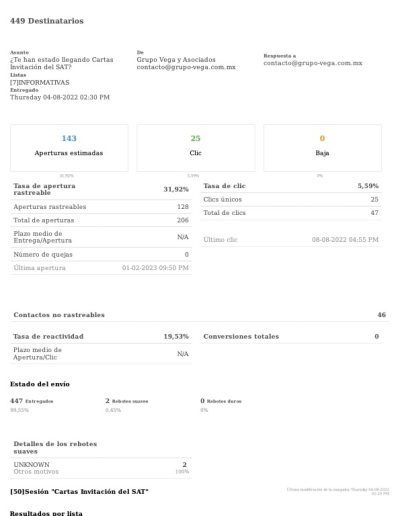 449 Destinatarios
Asunto
¿Te han estado llegando Cartas
Invitación del SAT?
Listas
[7]INFORMATIVAS
Entregado
Thursday 04-08-2022 02:30 PM
De
Grupo Vega y Asociados
contacto@grupo-vega.com.mx
Respuesta a
contacto@grupo-vega.com.mx
143
Aperturas estimadas
31,92%
25
Clic
5,59%
0
Baja
0%
Tasa de apertura
rastreable 31,92%
Aperturas rastreables 128
Total de aperturas 206
Plazo medio de
Entrega/Apertura N/A
Número de quejas 0
Última apertura 01-02-2023 09:50 PM
Tasa de clic 5,59%
Clics únicos 25
Total de clics 47
Último clic 08-08-2022 04:55 PM
Contactos no rastreables 46
Tasa de reactividad 19,53%
Plazo medio de
Apertura/Clic N/A
Conversiones totales 0
Estado del envío
447 Entregados
99,55%
2 Rebotes suaves
0,45%
0 Rebotes duros
0%
Detalles de los rebotes
suaves
UNKNOWN 2
Otros motivos 100%
[50]Sesión "Cartas Invitación del SAT"
Última modificación de la campaña: Thursday 04-08-2022
Resultados por lista